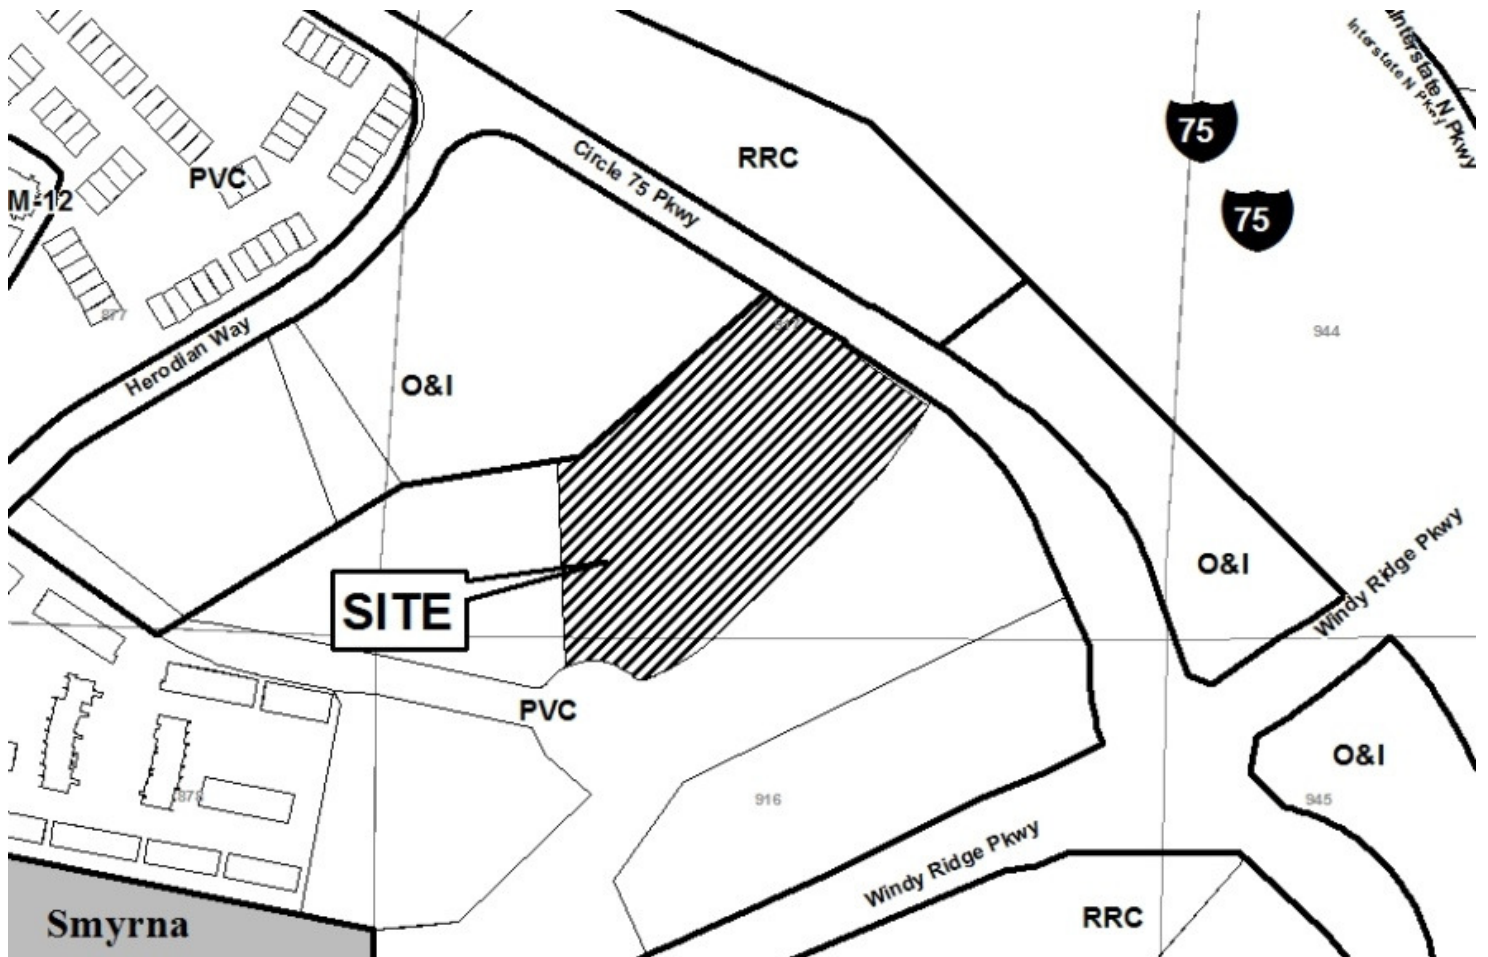 Interstate N Pkwy
Interstate N Pkwy
75
RRC
Circle 75 Pkwy
PVC
M-12
75
877
944
Herodian Way
O&I
O&I
Windy Ridge Pkwy
SITE
PVC
O&I
878
916
945
Windy Ridge Pkwy
RRC
Smyrna